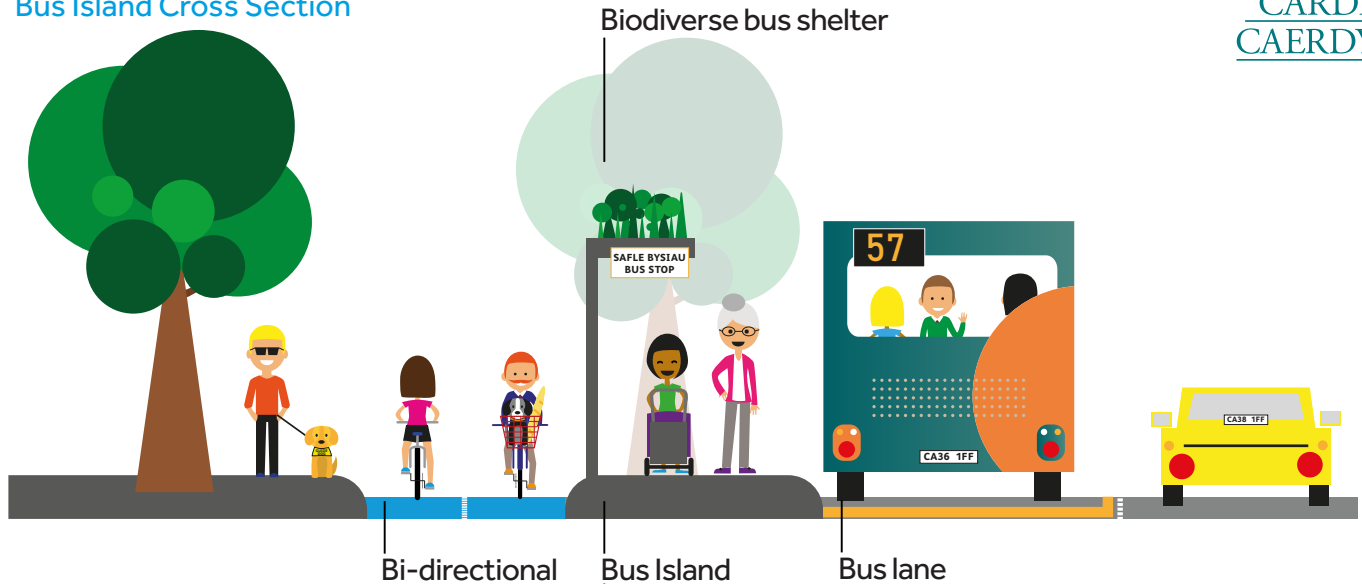 Bus Island Cross Section
Biodiverse bus shelter
SAFLE BYSIAU
BUS STOP
57
CA36 1FF
CA38 1FF
Bi-directional
Bus Island
Bus lane